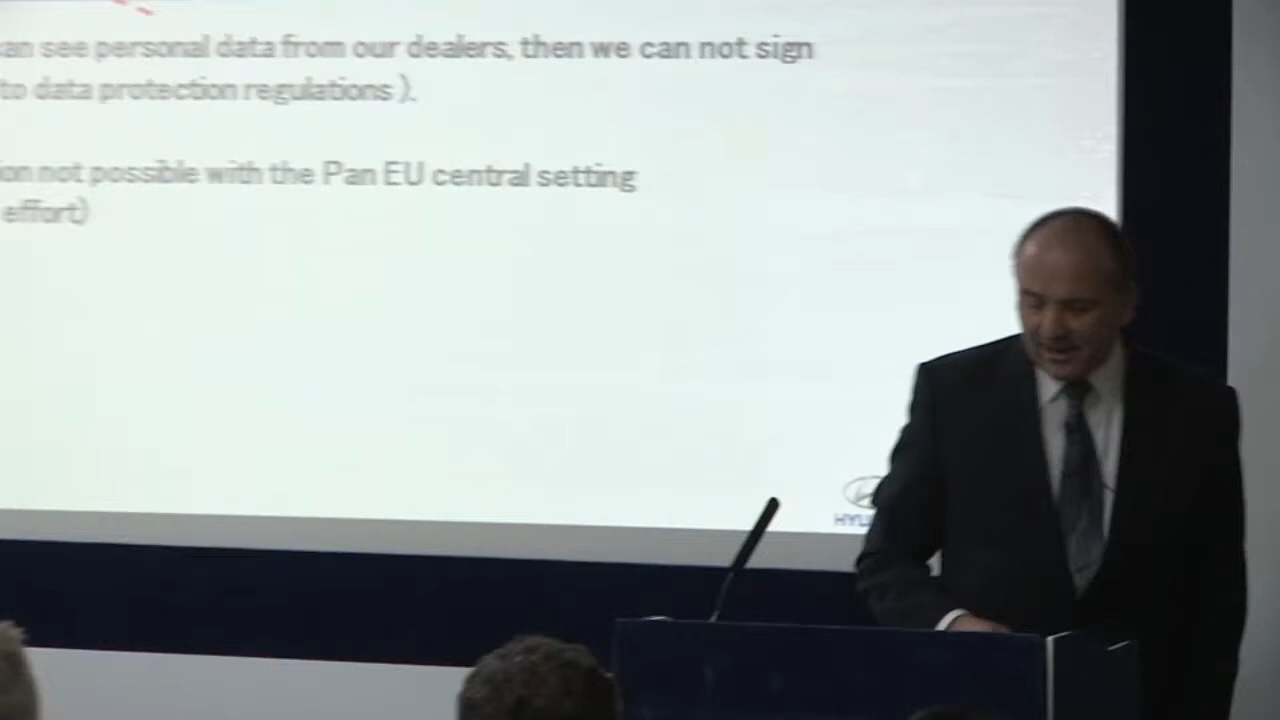 an see personal data from our dealers, then we can not sign
to data protection regulations ).
ion not possible with the Pan EU central setting
effort)
HYU